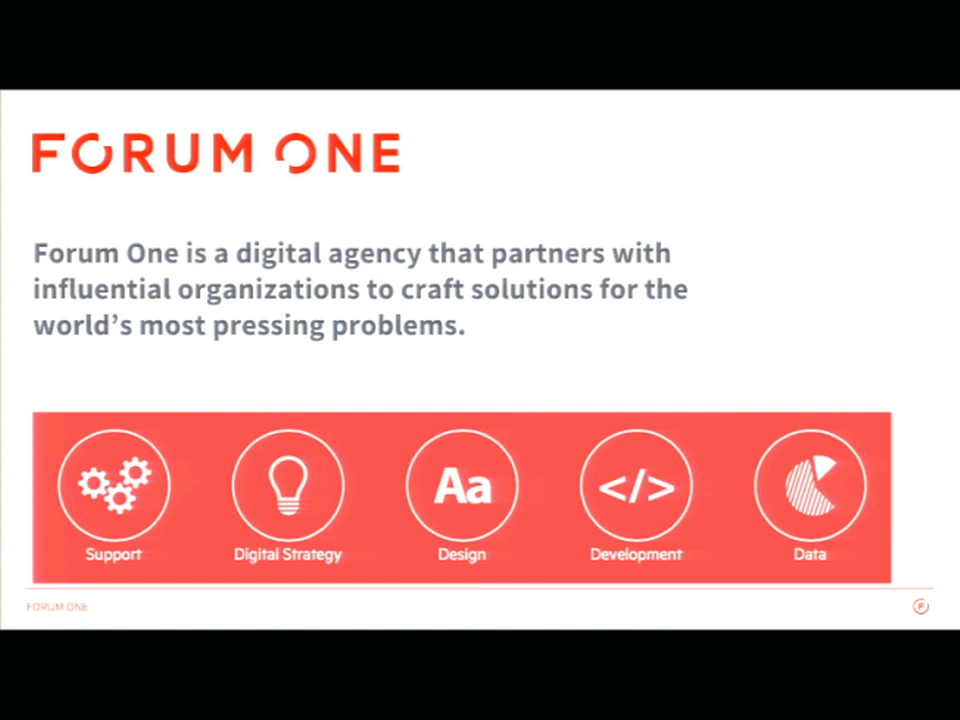 FORUM ONE
Forum One is a digital agency that partners with
influential organizations to craft solutions for the
world's most pressing problems.
Aa
</>
Support
Digital Strategy
Design
Development
Data
FORUM ONE
F